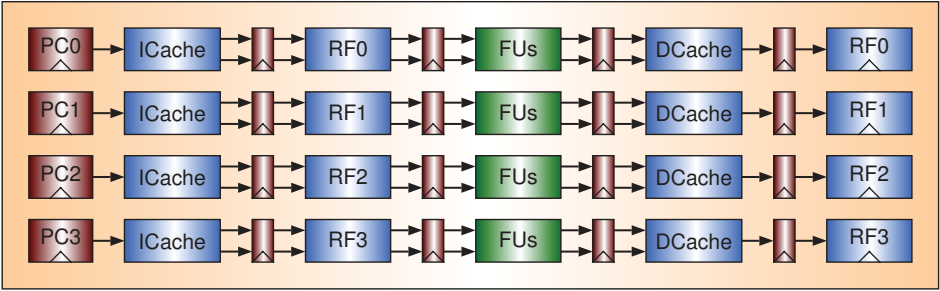 PC0 ICache RF0 FUs DCache RF0
PC1 ICache RF1 FUs DCache RF1
PC2 ICache RF2 FUs DCache RF2
PC3 ICache RF3 FUs DCache RF3